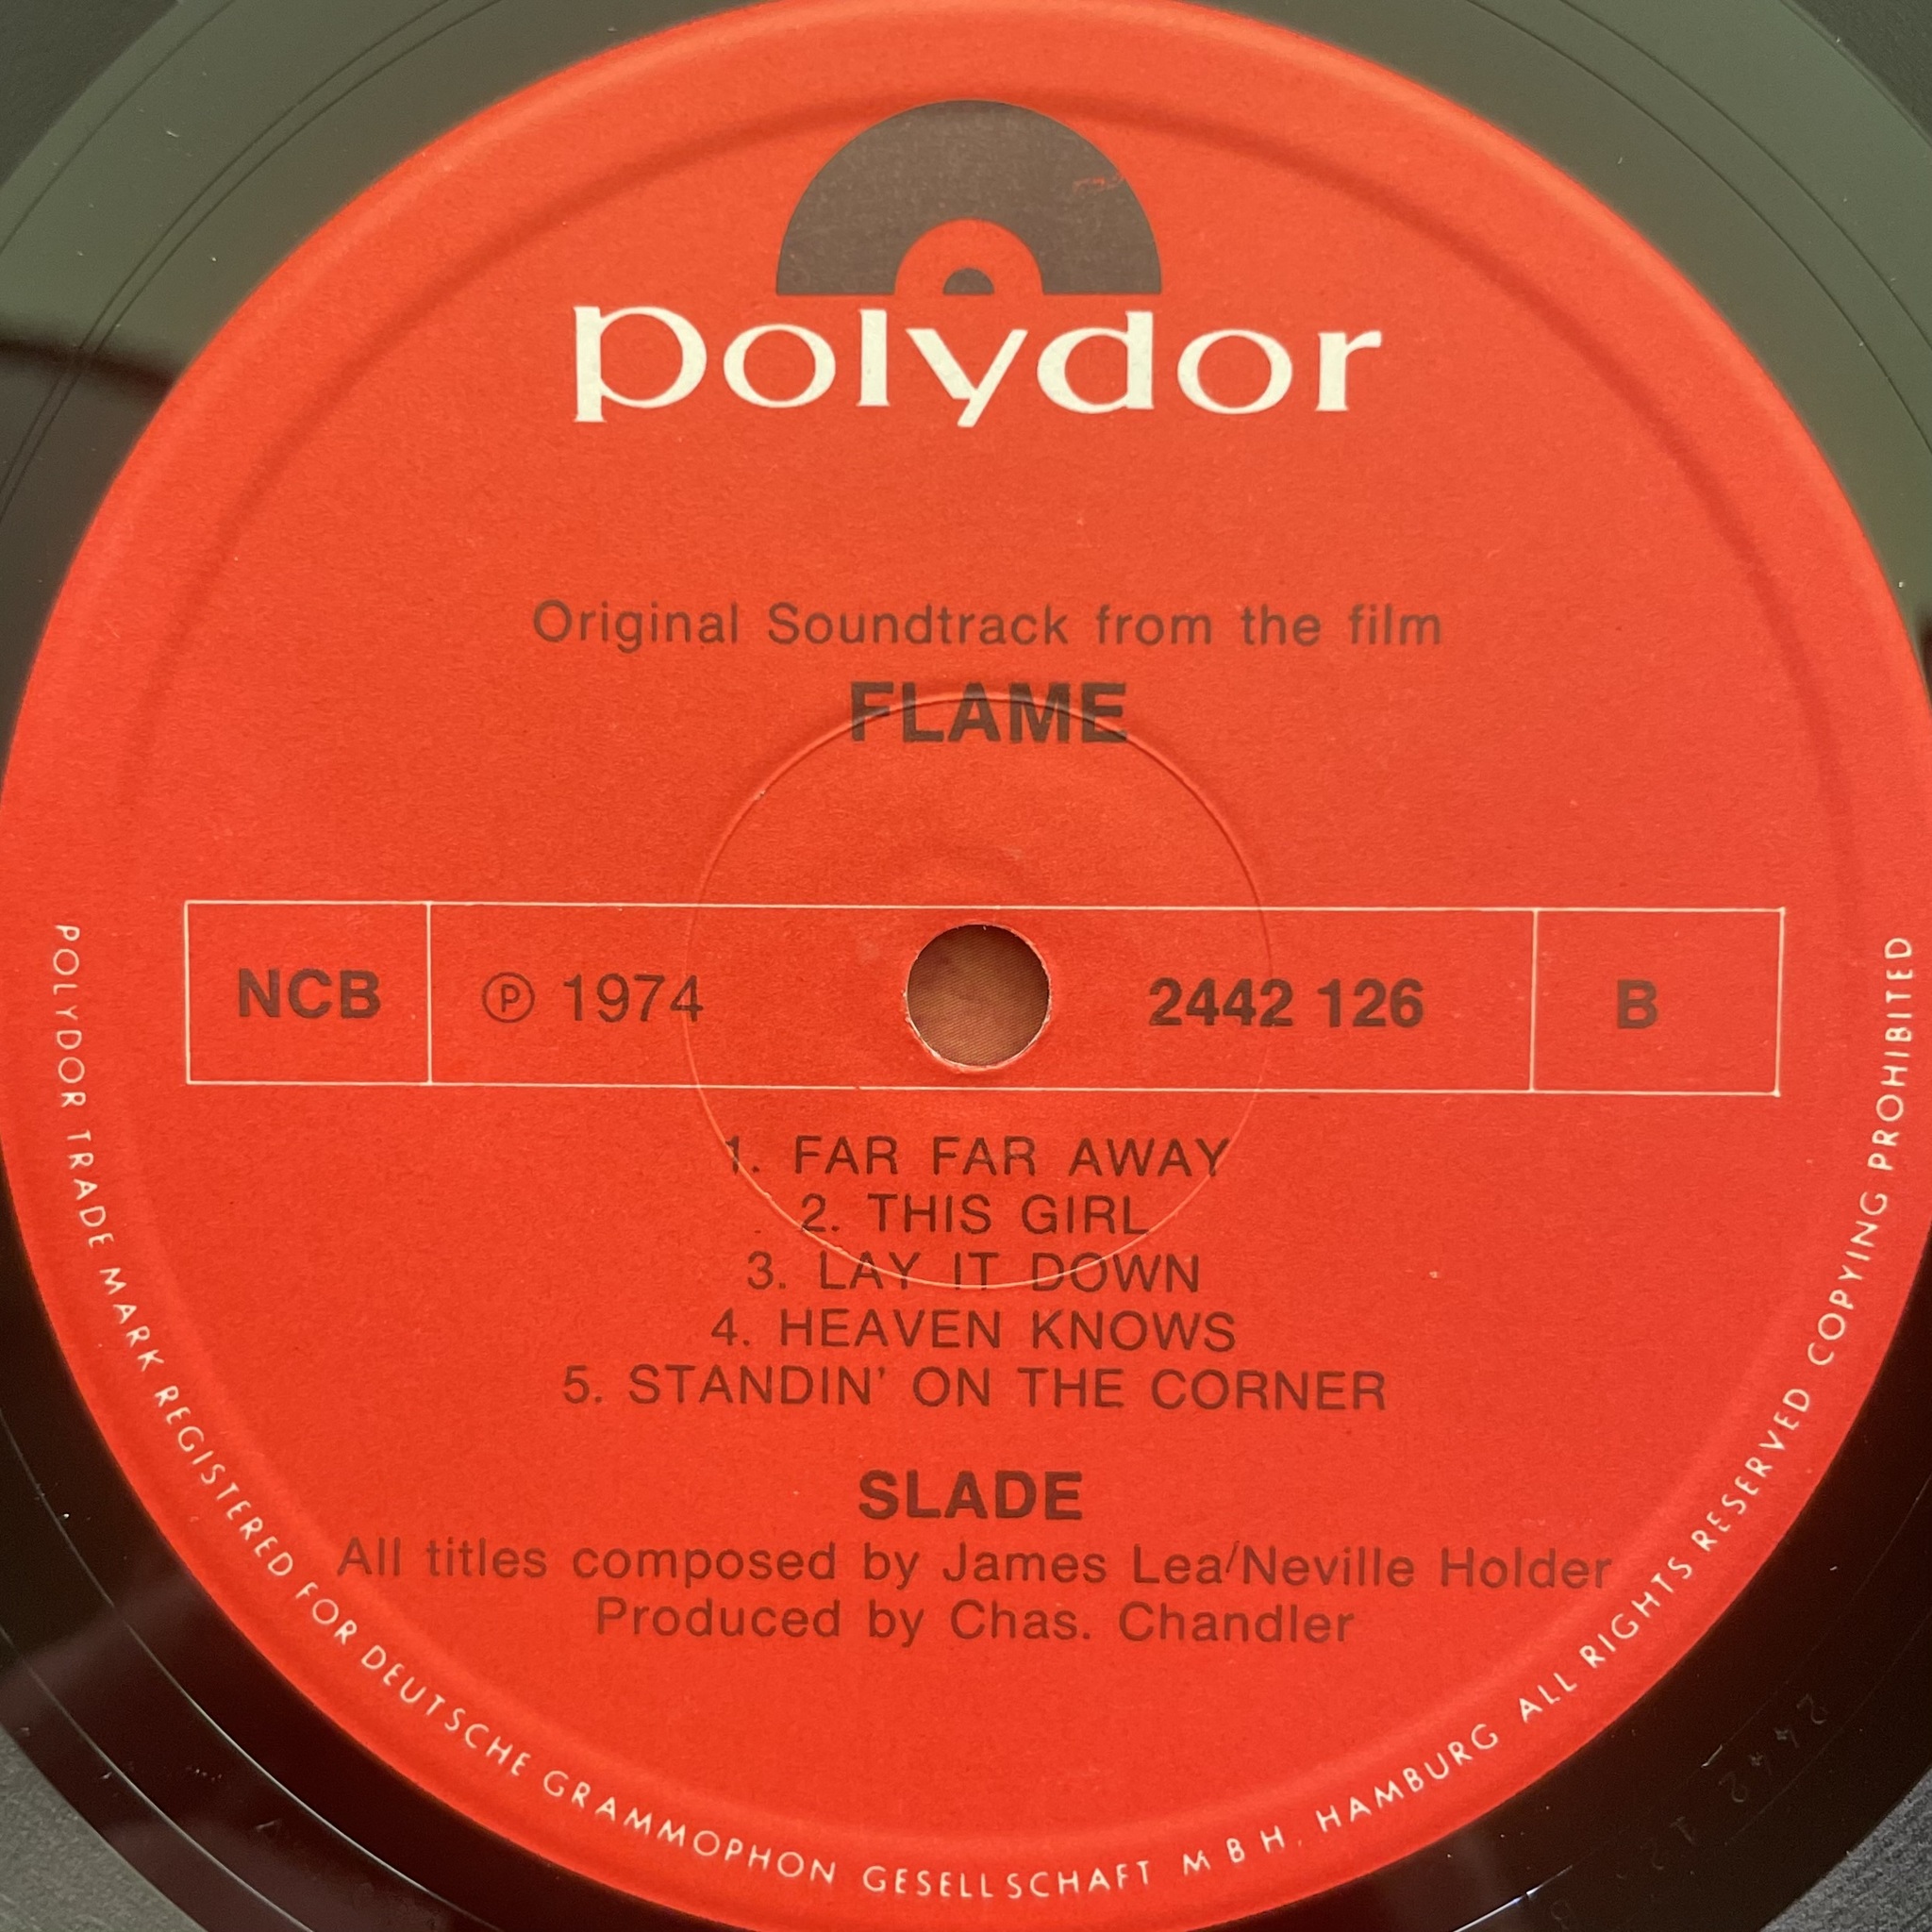 polydor
Original Soundtrack from the film
FLAME
NCB
Ⓟ 1974
2442 126
B
1. FAR FAR AWAY
2. THIS GIRL
3. LAY IT DOWN
4. HEAVEN KNOWS
5. STANDIN' ON THE CORNER
SLADE
All titles composed by James Lea/Neville Holder
Produced by Chas. Chandler
POLYDOR TRADE MARK REGISTERED FOR DEUTSCHE GRAMMOPHON GESELLSCHAFT M B H. HAMBURG ALL RIGHTS RESERVED COPYING PROHIBITED